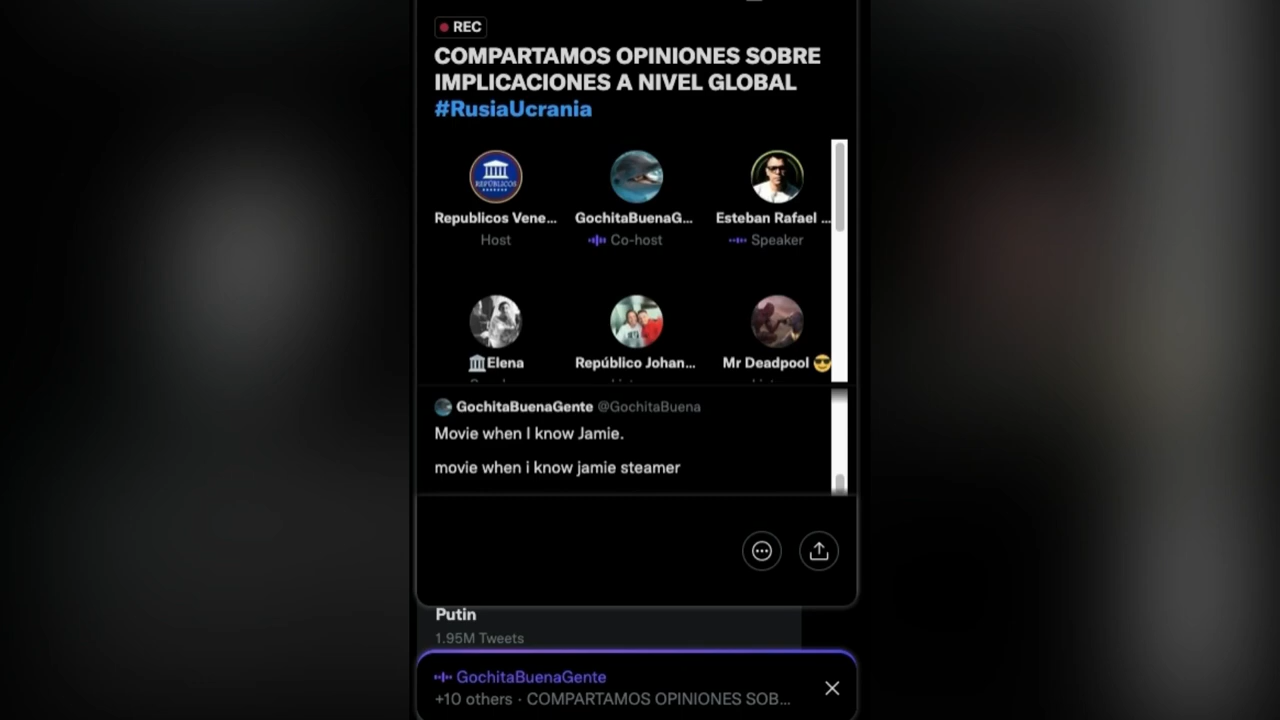 REC
COMPARTAMOS OPINIONES SOBRE
IMPLICACIONES A NIVEL GLOBAL
#RusiaUcrania
REPÚBLICOS
Republicos Vene...
GochitaBuenaG...
Esteban Rafael ...
Host
Co-host
Speaker
🏛️Elena
Repúblico Johan...
Mr Deadpool 😎
GochitaBuenaGente @GochitaBuena
Movie when I know Jamie.
movie when i know jamie steamer
Putin
1.95M Tweets
GochitaBuenaGente
+10 others · COMPARTAMOS OPINIONES SOB...